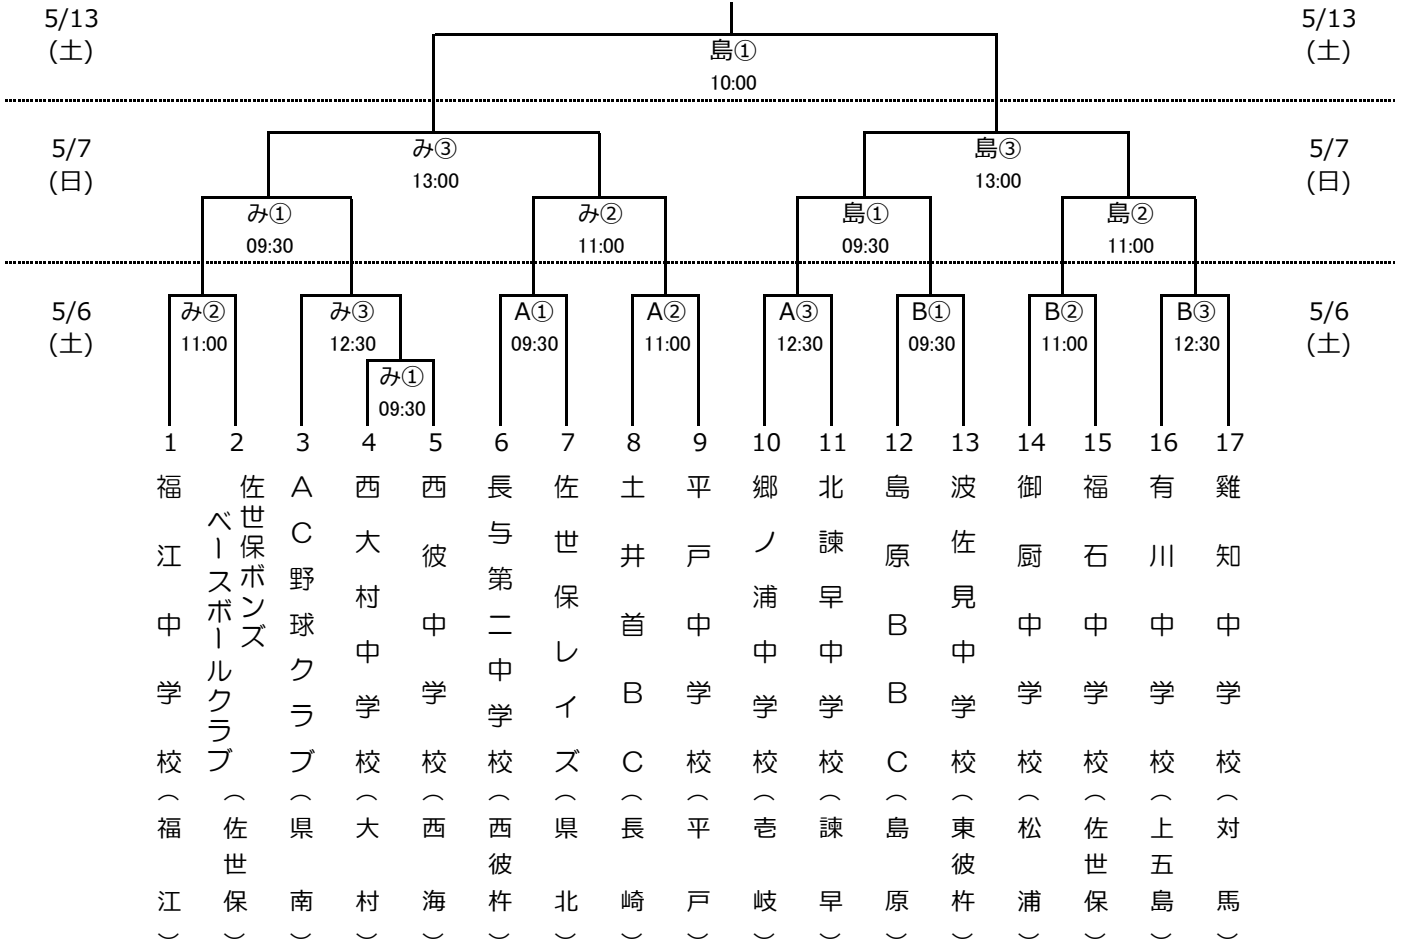 5/13
(土)
島①
10:00
5/13
(土)
5/7
(日)
み③
13:00
島③
13:00
5/7
(日)
み①
09:30
み②
11:00
島①
09:30
島②
11:00
5/6
(土)
み②
11:00
み③
12:30
A①
09:30
A②
11:00
A③
12:30
B①
09:30
B②
11:00
B③
12:30
5/6
(土)
み①
09:30
1 2 3 4 5 6 7 8 9 10 11 12 13 14 15 16 17
福江中学校(福江)
佐世保ボンズ
ベースボールクラブ
(佐世保)
AC野球クラブ(県南)
西大村中学校(大村)
西彼中学校(西海)
長与第二中学校(西彼杵)
佐世保レイズ(県北)
土井首BC(長崎)
平戸中学校(平戸)
郷ノ浦中学校(壱岐)
北諫早中学校(諫早)
島原BBC(島原)
波佐見中学校(東彼杵)
御厨中学校(松浦)
福石中学校(佐世保)
有川中学校(上五島)
雞知中学校(対馬)